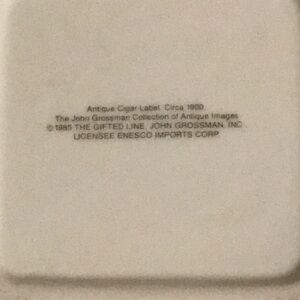 Antique Cigar Label, Circa 1900.
The John Grossman Collection of Antique Images
© 1985 THE GIFTED LINE, JOHN GROSSMAN, INC.
LICENSEE ENESCO IMPORTS CORP.